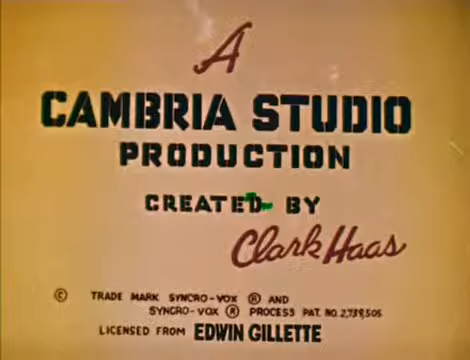 A
CAMBRIA STUDIO
PRODUCTION
CREATED BY
Clark Haas
© TRADE MARK SYNCRO-VOX ® AND
SYNCRO-VOX ® PROCESS PAT. NO. 2,739,505
LICENSED FROM EDWIN GILLETTE